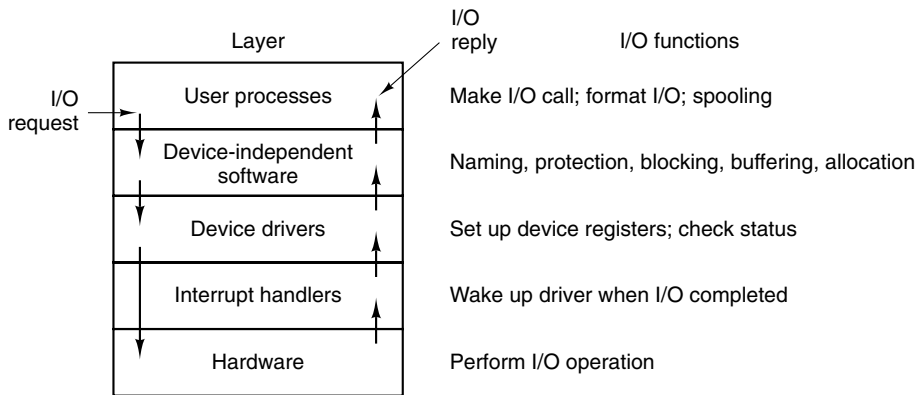 I/O
reply
Layer
I/O functions
I/O
request
User processes
Make I/O call; format I/O; spooling
Device-independent
software
Naming, protection, blocking, buffering, allocation
Device drivers
Set up device registers; check status
Interrupt handlers
Wake up driver when I/O completed
Hardware
Perform I/O operation